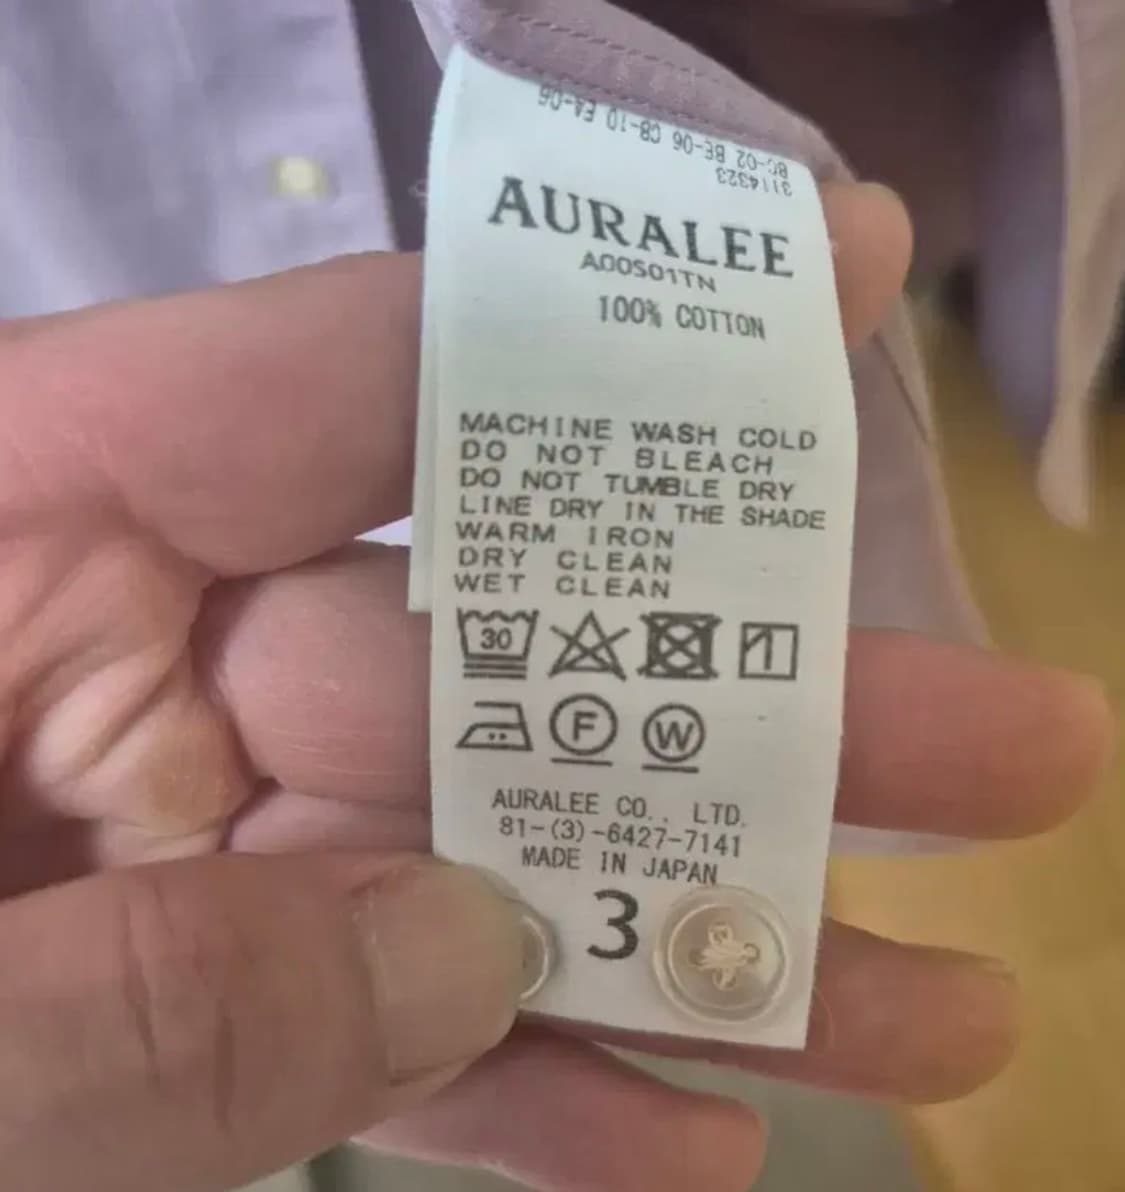 BC-02 BE-06 CB-10 EA-06
3114323
AURALEE
A00S01TN
100% COTTON
MACHINE WASH COLD
DO NOT BLEACH
DO NOT TUMBLE DRY
LINE DRY IN THE SHADE
WARM IRON
DRY CLEAN
WET CLEAN
30
F W
AURALEE CO., LTD.
81-(3)-6427-7141
MADE IN JAPAN
3